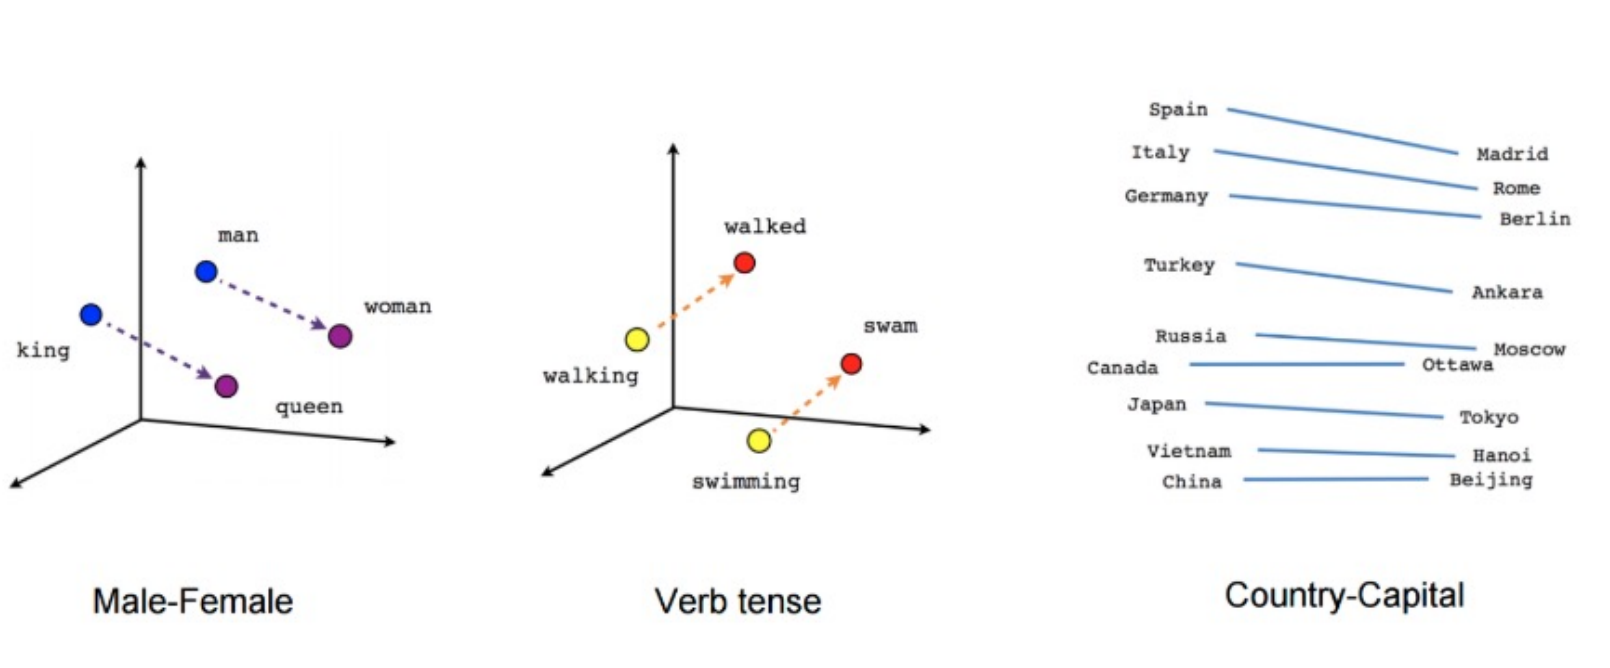 man
woman
king
queen
Male-Female
walked
swam
walking
swimming
Verb tense
Spain
Madrid
Italy
Rome
Germany
Berlin
Turkey
Ankara
Russia
Moscow
Canada
Ottawa
Japan
Tokyo
Vietnam
Hanoi
China
Beijing
Country-Capital